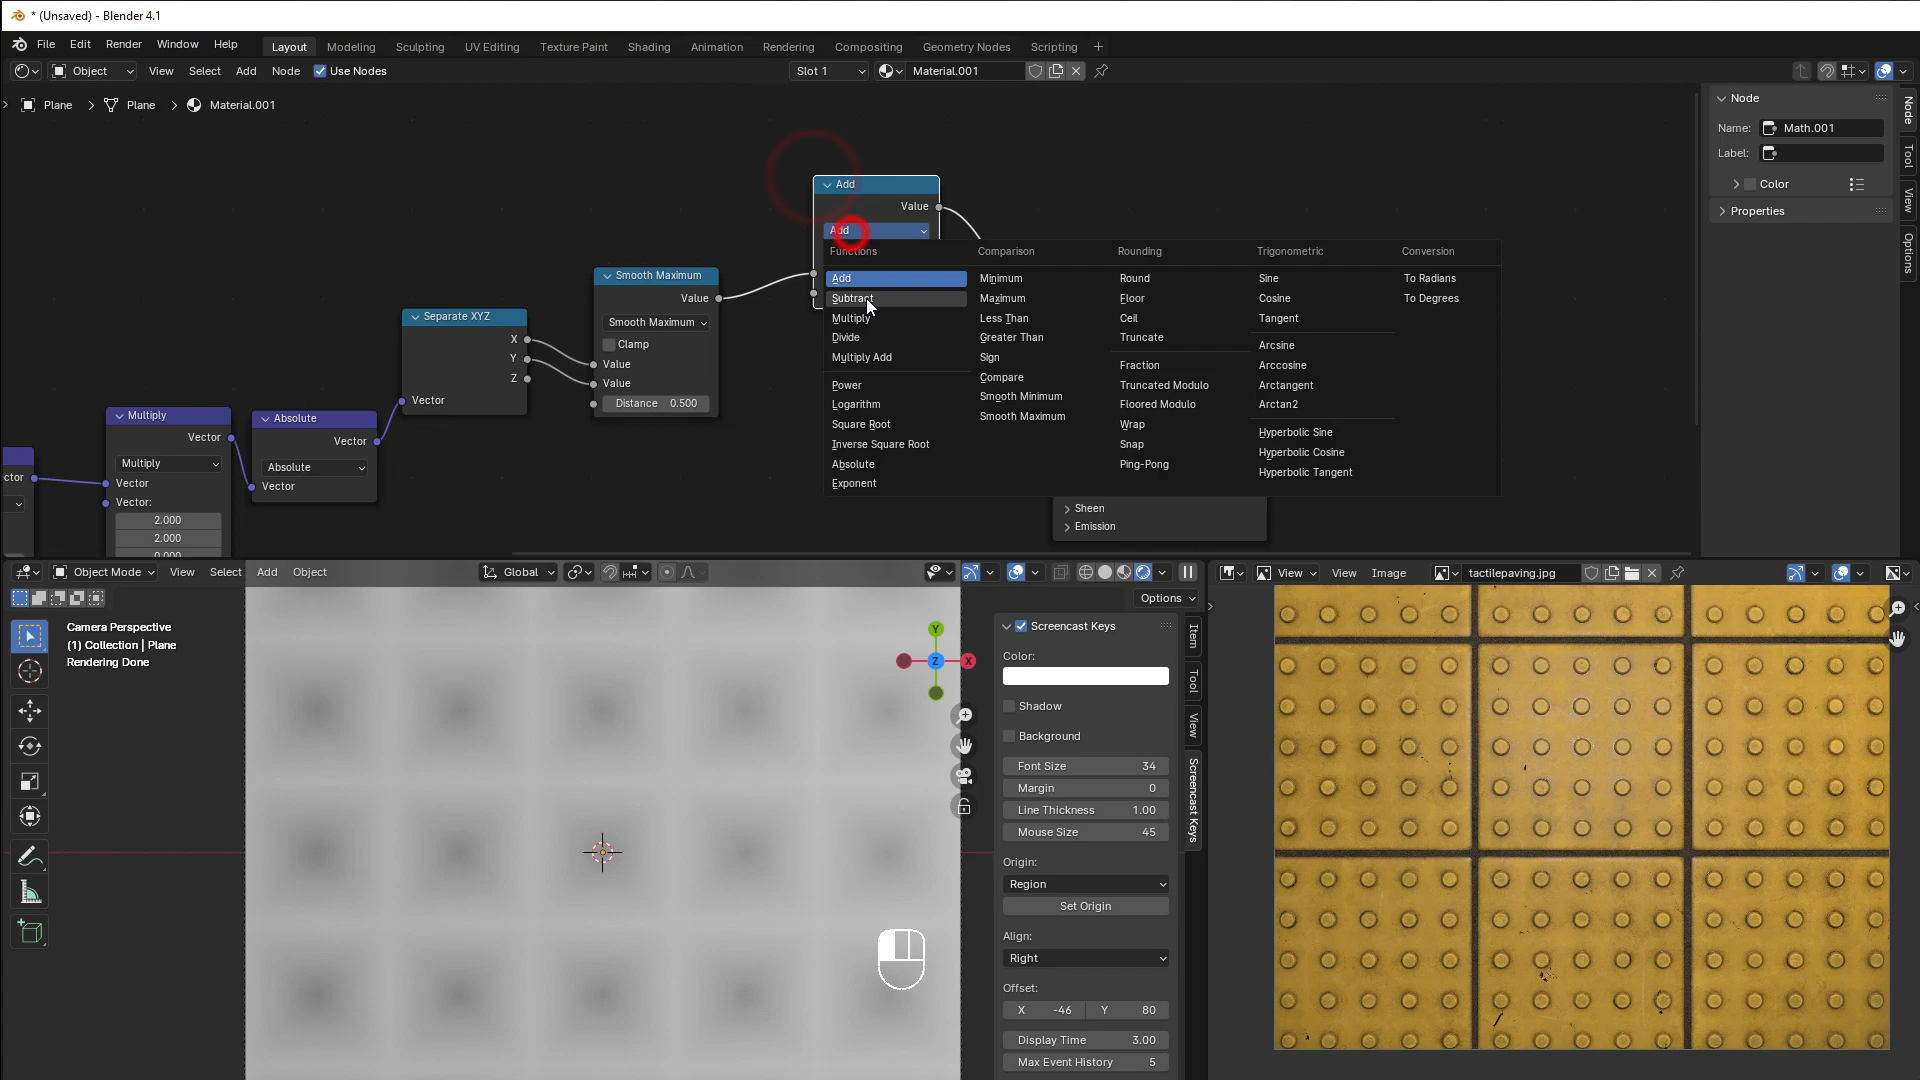 * (Unsaved) - Blender 4.1
File Edit Render Window Help Layout Modeling Sculpting UV Editing Texture Paint Shading Animation Rendering Compositing Geometry Nodes Scripting +
Object View Select Add Node Use Nodes Slot 1 Material.001
Plane Plane Material.001
Node
Name: Math.001
Label:
Color
Properties
Node
Tool
View
Options
Add
Value
Add
Functions Comparison Rounding Trigonometric Conversion
Add Minimum Round Sine To Radians
Subtract Maximum Floor Cosine To Degrees
Multiply Less Than Ceil Tangent
Divide Greater Than Truncate
Arcsine
Multiply Add Sign
Fraction Arccosine
Compare
Power Truncated Modulo Arctangent
Smooth Minimum
Logarithm Floored Modulo Arctan2
Smooth Maximum
Square Root Wrap
Hyperbolic Sine
Inverse Square Root Snap
Hyperbolic Cosine
Absolute Ping-Pong
Hyperbolic Tangent
Exponent
Sheen
Emission
Smooth Maximum
Value
Smooth Maximum
Clamp
Value
Value
Distance 0.500
Separate XYZ
X
Y
Z
Vector
Absolute
Vector
Absolute
Vector
Multiply
Vector
Multiply
Vector
Vector:
2.000
2.000
0.000
ctor
Object Mode View Select Add Object Global
Options
Camera Perspective
(1) Collection | Plane
Rendering Done
Y
Z
X
Screencast Keys
Color:
Shadow
Background
Font Size 34
Margin 0
Line Thickness 1.00
Mouse Size 45
Origin:
Region
Set Origin
Align:
Right
Offset:
X -46 Y 80
Display Time 3.00
Max Event History 5
Item
Tool
View
Screencast Keys
View View Image tactilepaving.jpg